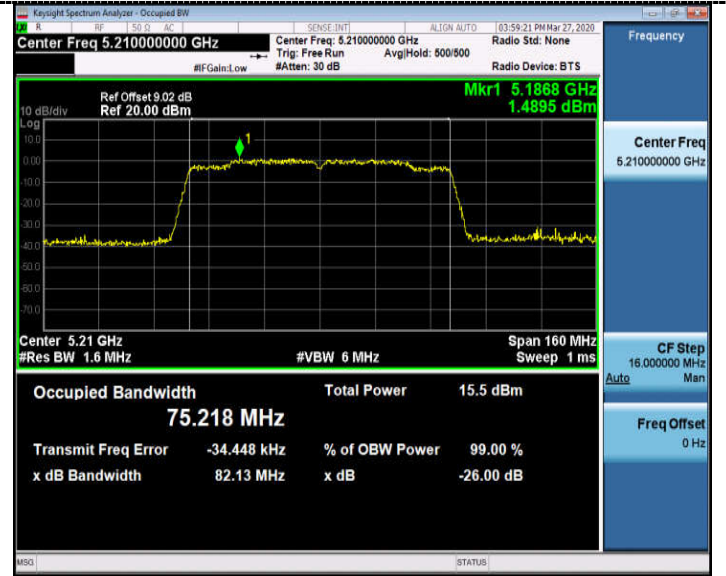 Keysight Spectrum Analyzer - Occupied BW
R RF 50 Ω AC SENSE:INT ALIGN AUTO 03:59:21 PM Mar 27, 2020
Center Freq 5.210000000 GHz
Center Freq: 5.210000000 GHz
Radio Std: None
Trig: Free Run Avg|Hold: 500/500
#IFGain:Low
#Atten: 30 dB
Radio Device: BTS
Frequency
Ref Offset 9.02 dB
10 dB/div Ref 20.00 dBm
Mkr1 5.1868 GHz
1.4895 dBm
Log
10.0
0.00
-10.0
-20.0
-30.0
-40.0
-50.0
-60.0
-70.0
1
Center Freq
5.210000000 GHz
Center 5.21 GHz Span 160 MHz
#Res BW 1.6 MHz #VBW 6 MHz Sweep 1 ms
CF Step
16.000000 MHz
Auto Man
Occupied Bandwidth Total Power 15.5 dBm
75.218 MHz
Transmit Freq Error -34.448 kHz % of OBW Power 99.00 %
x dB Bandwidth 82.13 MHz x dB -26.00 dB
Freq Offset
0 Hz
MSG STATUS